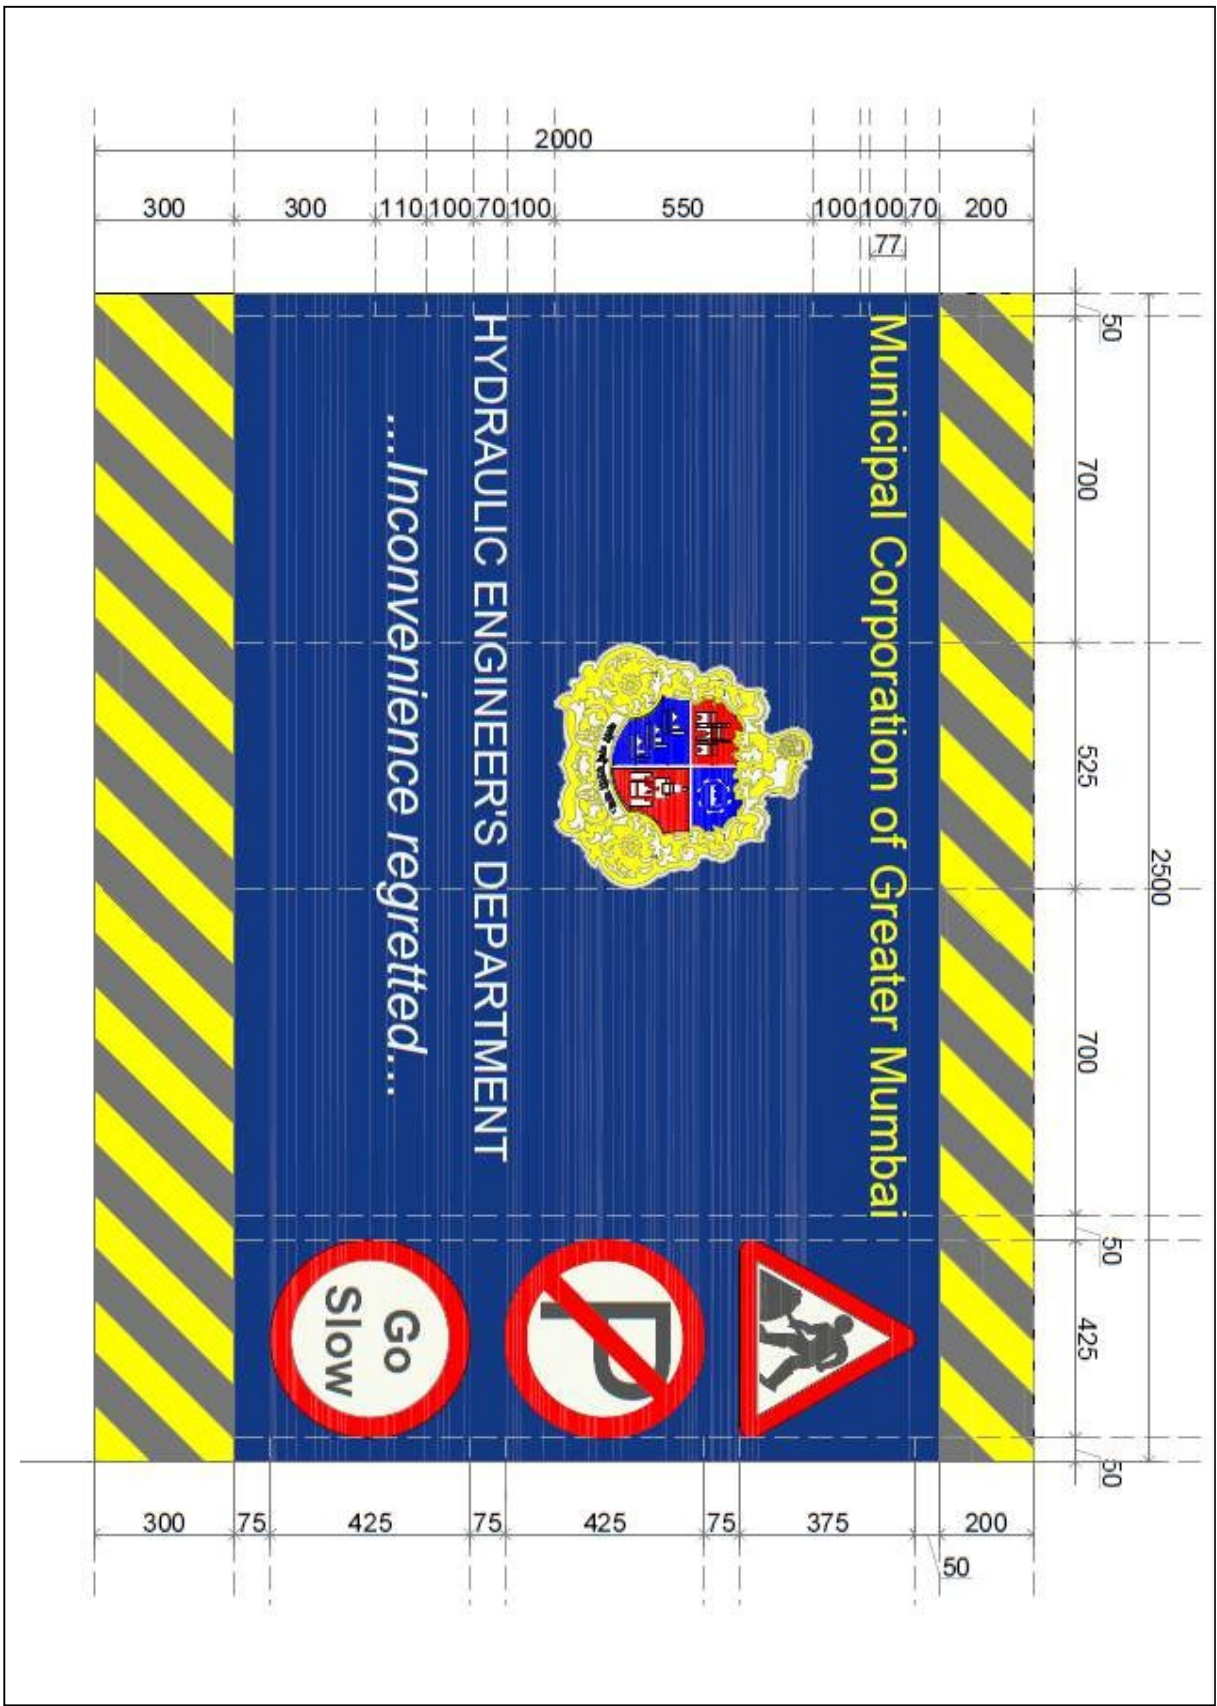 2000
300 300 110 100 70 100 550 100 100 70 200
77
Municipal Corporation of Greater Mumbai
HYDRAULIC ENGINEER'S DEPARTMENT
....Inconvenience regretted...
P
Go
Slow
50 700 525 700 50 425 50
2500
300 75 425 75 425 75 375 200
50